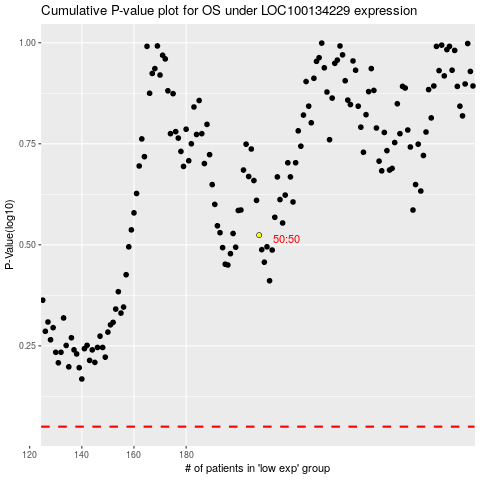 Cumulative P-value plot for OS under LOC100134229 expression
P-Value(log10)
1.00
0.75
0.50
0.25
50:50
120 140 160 180
# of patients in 'low exp' group